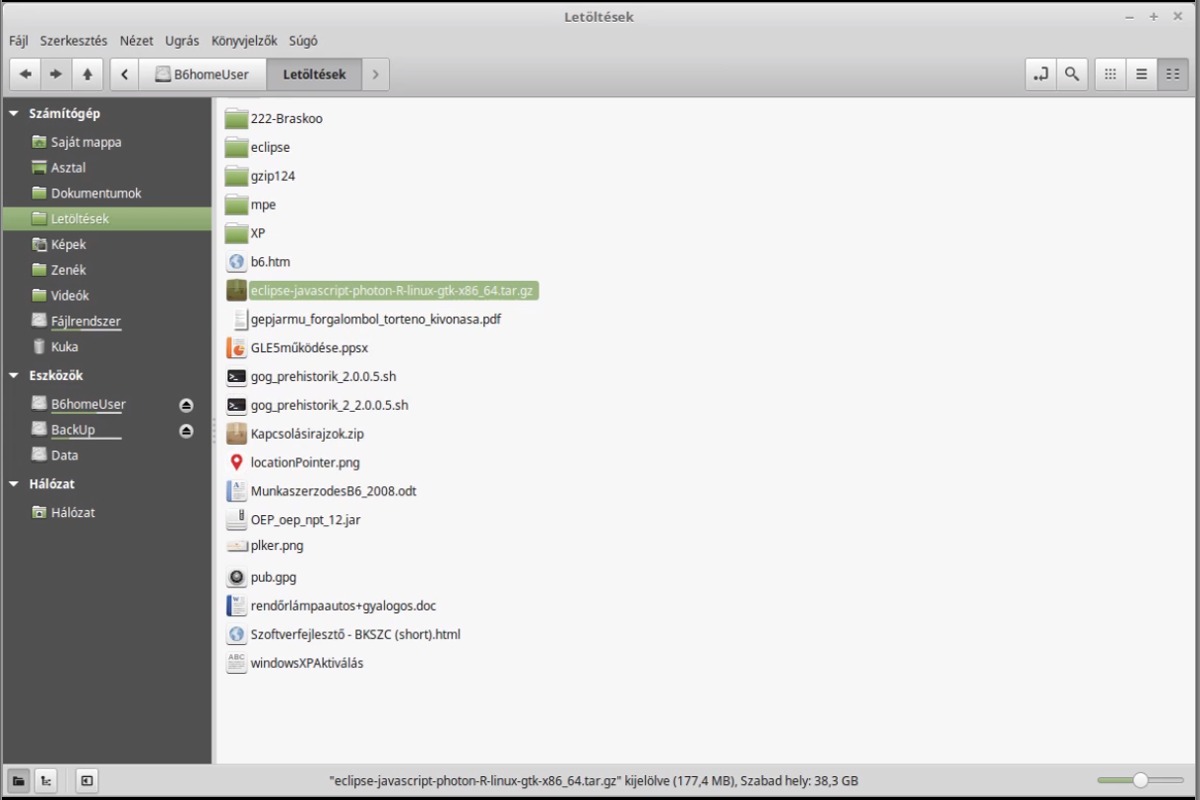 Letöltések
Fájl Szerkesztés Nézet Ugrás Könyvjelzők Súgó
B6homeUser Letöltések
Számítógép
Saját mappa
Asztal
Dokumentumok
Letöltések
Képek
Zenék
Videók
Fájlrendszer
Kuka
Eszközök
B6homeUser
BackUp
Data
Hálózat
Hálózat
222-Braskoo
eclipse
gzip124
mpe
XP
b6.htm
eclipse-javascript-photon-R-linux-gtk-x86_64.tar.gz
gepjarmu_forgalombol_torteno_kivonasa.pdf
GLE5működése.ppsx
gog_prehistorik_2.0.0.5.sh
gog_prehistorik_2_2.0.0.5.sh
Kapcsolásirajzok.zip
locationPointer.png
MunkaszerzodesB6_2008.odt
OEP_oep_npt_12.jar
plker.png
pub.gpg
rendőrlámpaautos+gyalogos.doc
Szoftverfejlesztő - BKSZC (short).html
windowsXPAktiválás
"eclipse-javascript-photon-R-linux-gtk-x86_64.tar.gz" kijelölve (177,4 MB), Szabad hely: 38,3 GB